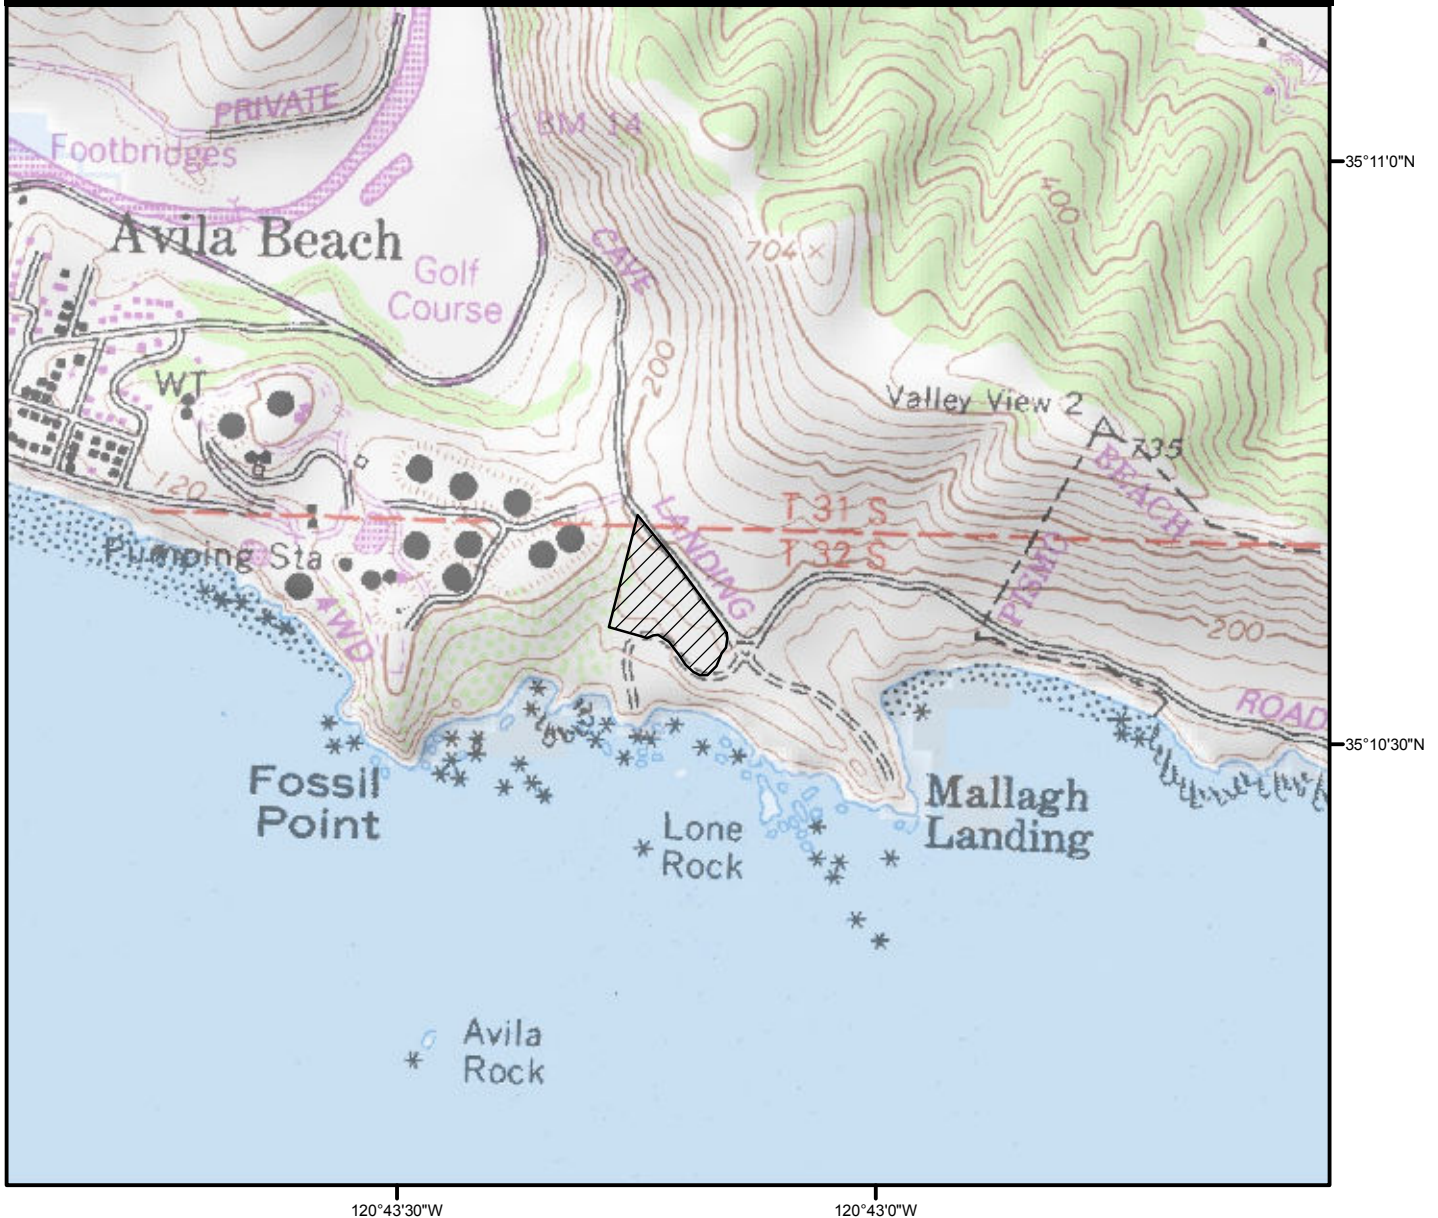 PRIVATE
BM 14
Footbridges
35°11'0"N
400
Avila Beach
CAVE
704
Golf
Course
200
WT
Valley View 2
735
BEACH
120
LANDING
T 31 S
T 32 S
Pumping Sta
PISMO
4WD
200
ROAD
35°10'30"N
Fossil
Point
Mallagh
Landing
Lone
Rock
Avila
Rock
120°43'30"W
120°43'0"W